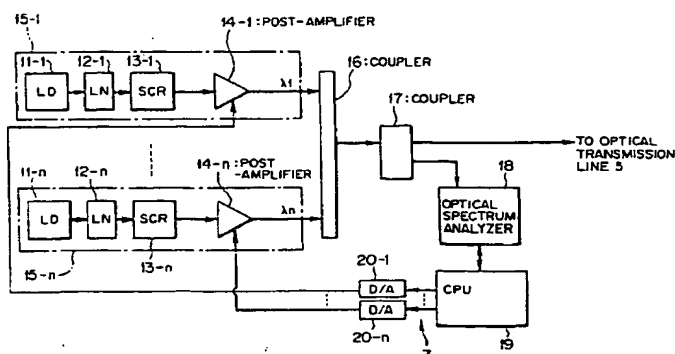 15-1
14-1:POST-AMPLIFIER
11-1
12-1
13-1
16:COUPLER
LD
LN
SCR
λ1
17:COUPLER
TO OPTICAL
TRANSMISSION
LINE 5
14-n:POST
-AMPLIFIER
12-n
11-n
18
LD
LN
SCR
λn
OPTICAL
SPECTRUM
ANALYZER
13-n
15-n
20-1
D/A
CPU
D/A
20-n
19